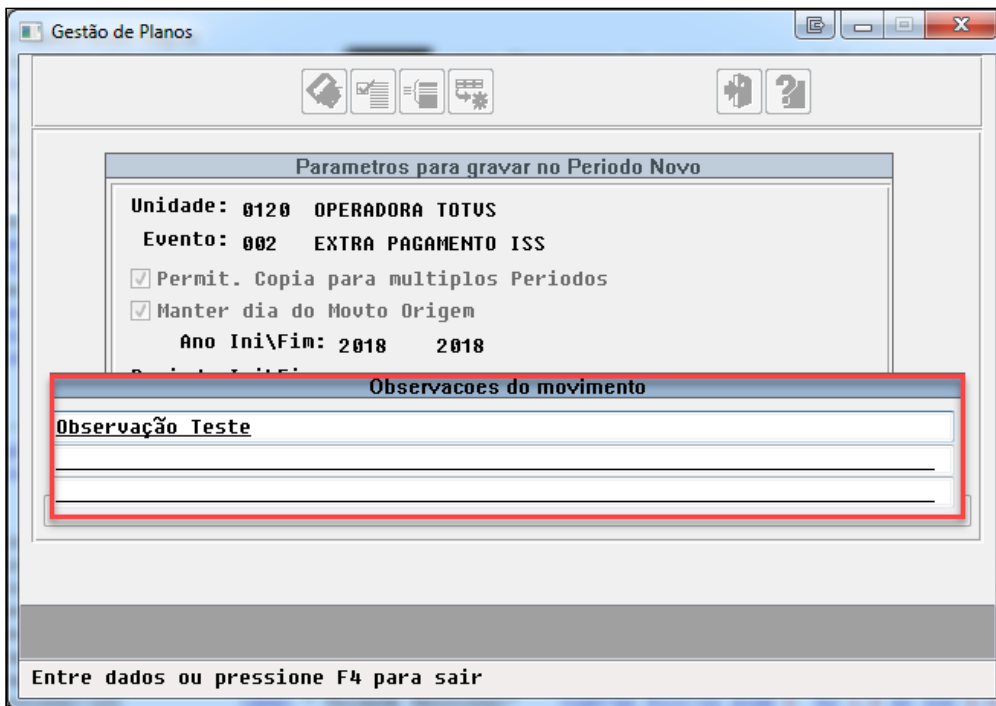 Gestão de Planos
Parametros para gravar no Periodo Novo
Unidade: 0120 OPERADORA TOTVS
Evento: 002 EXTRA PAGAMENTO ISS
Permit. Copia para multiplos Periodos
Manter dia do Movto Origem
Ano Ini\Fim: 2018 2018
Observacoes do movimento
Observação Teste
Entre dados ou pressione F4 para sair